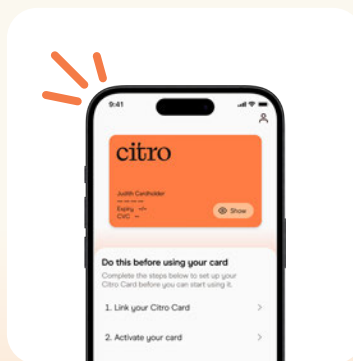 9:41
citro
Judith Cardholder
Expiry --/--
CVC --
Show
Do this before using your card
Complete the steps below to set up your
Citro Card before you can start using it.
1. Link your Citro Card
2. Activate your card